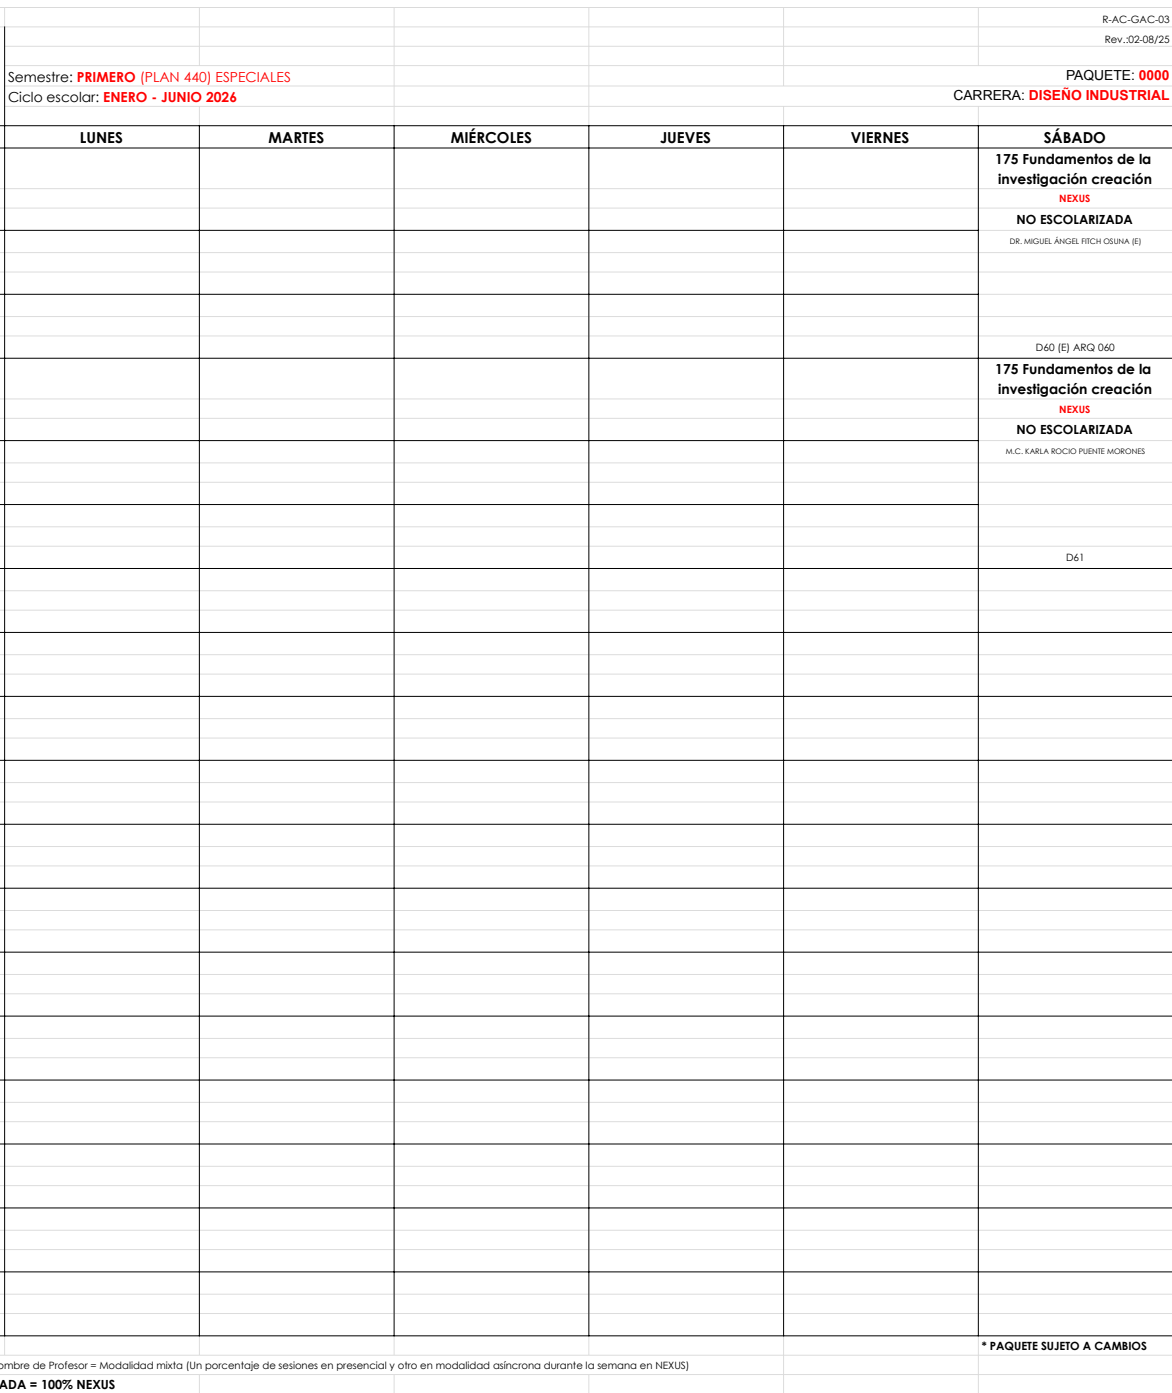 R-AC-GAC-03
Rev.:02-08/25
Semestre: PRIMERO (PLAN 440) ESPECIALES
PAQUETE: 0000
Ciclo escolar: ENERO - JUNIO 2026
CARRERA: DISEÑO INDUSTRIAL
LUNES MARTES MIÉRCOLES JUEVES VIERNES SÁBADO
175 Fundamentos de la
investigación creación
NEXUS
NO ESCOLARIZADA
DR. MIGUEL ÁNGEL FITCH OSUNA (E)
D60 (E) ARQ 060
175 Fundamentos de la
investigación creación
NEXUS
NO ESCOLARIZADA
M.C. KARLA ROCIO PUENTE MORONES
D61
* PAQUETE SUJETO A CAMBIOS
ombre de Profesor = Modalidad mixta (Un porcentaje de sesiones en presencial y otro en modalidad asíncrona durante la semana en NEXUS)
ADA = 100% NEXUS